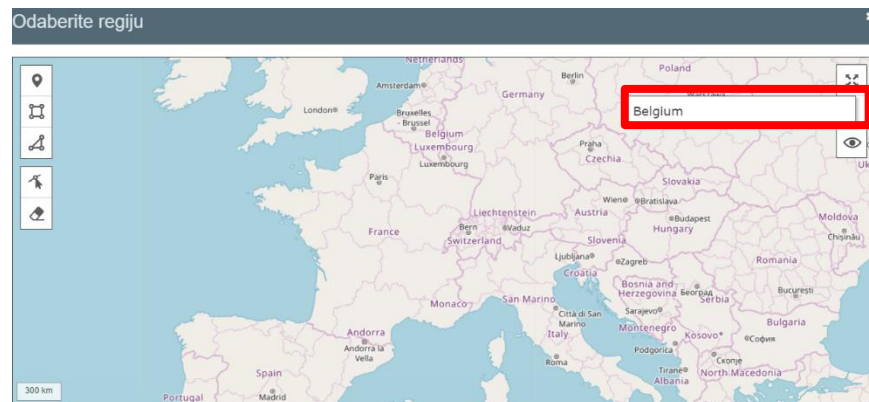 Odaberite regiju
Netherlands
Amsterdam
Berlin
Poland
Germany
London
Belgium
Bruxelles
- Brussel
Belgium
Luxembourg
Luxembourg
Praha
Czechia
Paris
Slovakia
Wien
Bratislava
Liechtenstein
Austria
Budapest
Moldova
France
Bern
Vaduz
Hungary
Chișinău
Switzerland
Slovenia
Ljubljana
Zagreb
Romania
Croatia
Bosnia and
Herzegovina
Београд
Serbia
București
Monaco
San Marino
Città di San
Marino
Sarajevo
Montenegro
Kosovo*
Bulgaria
Andorra
Italy
София
Andorra la
Vella
Podgorica
Скопје
Roma
Spain
Tiranë
North Macedonia
Albania
300 km
Portugal
Madrid